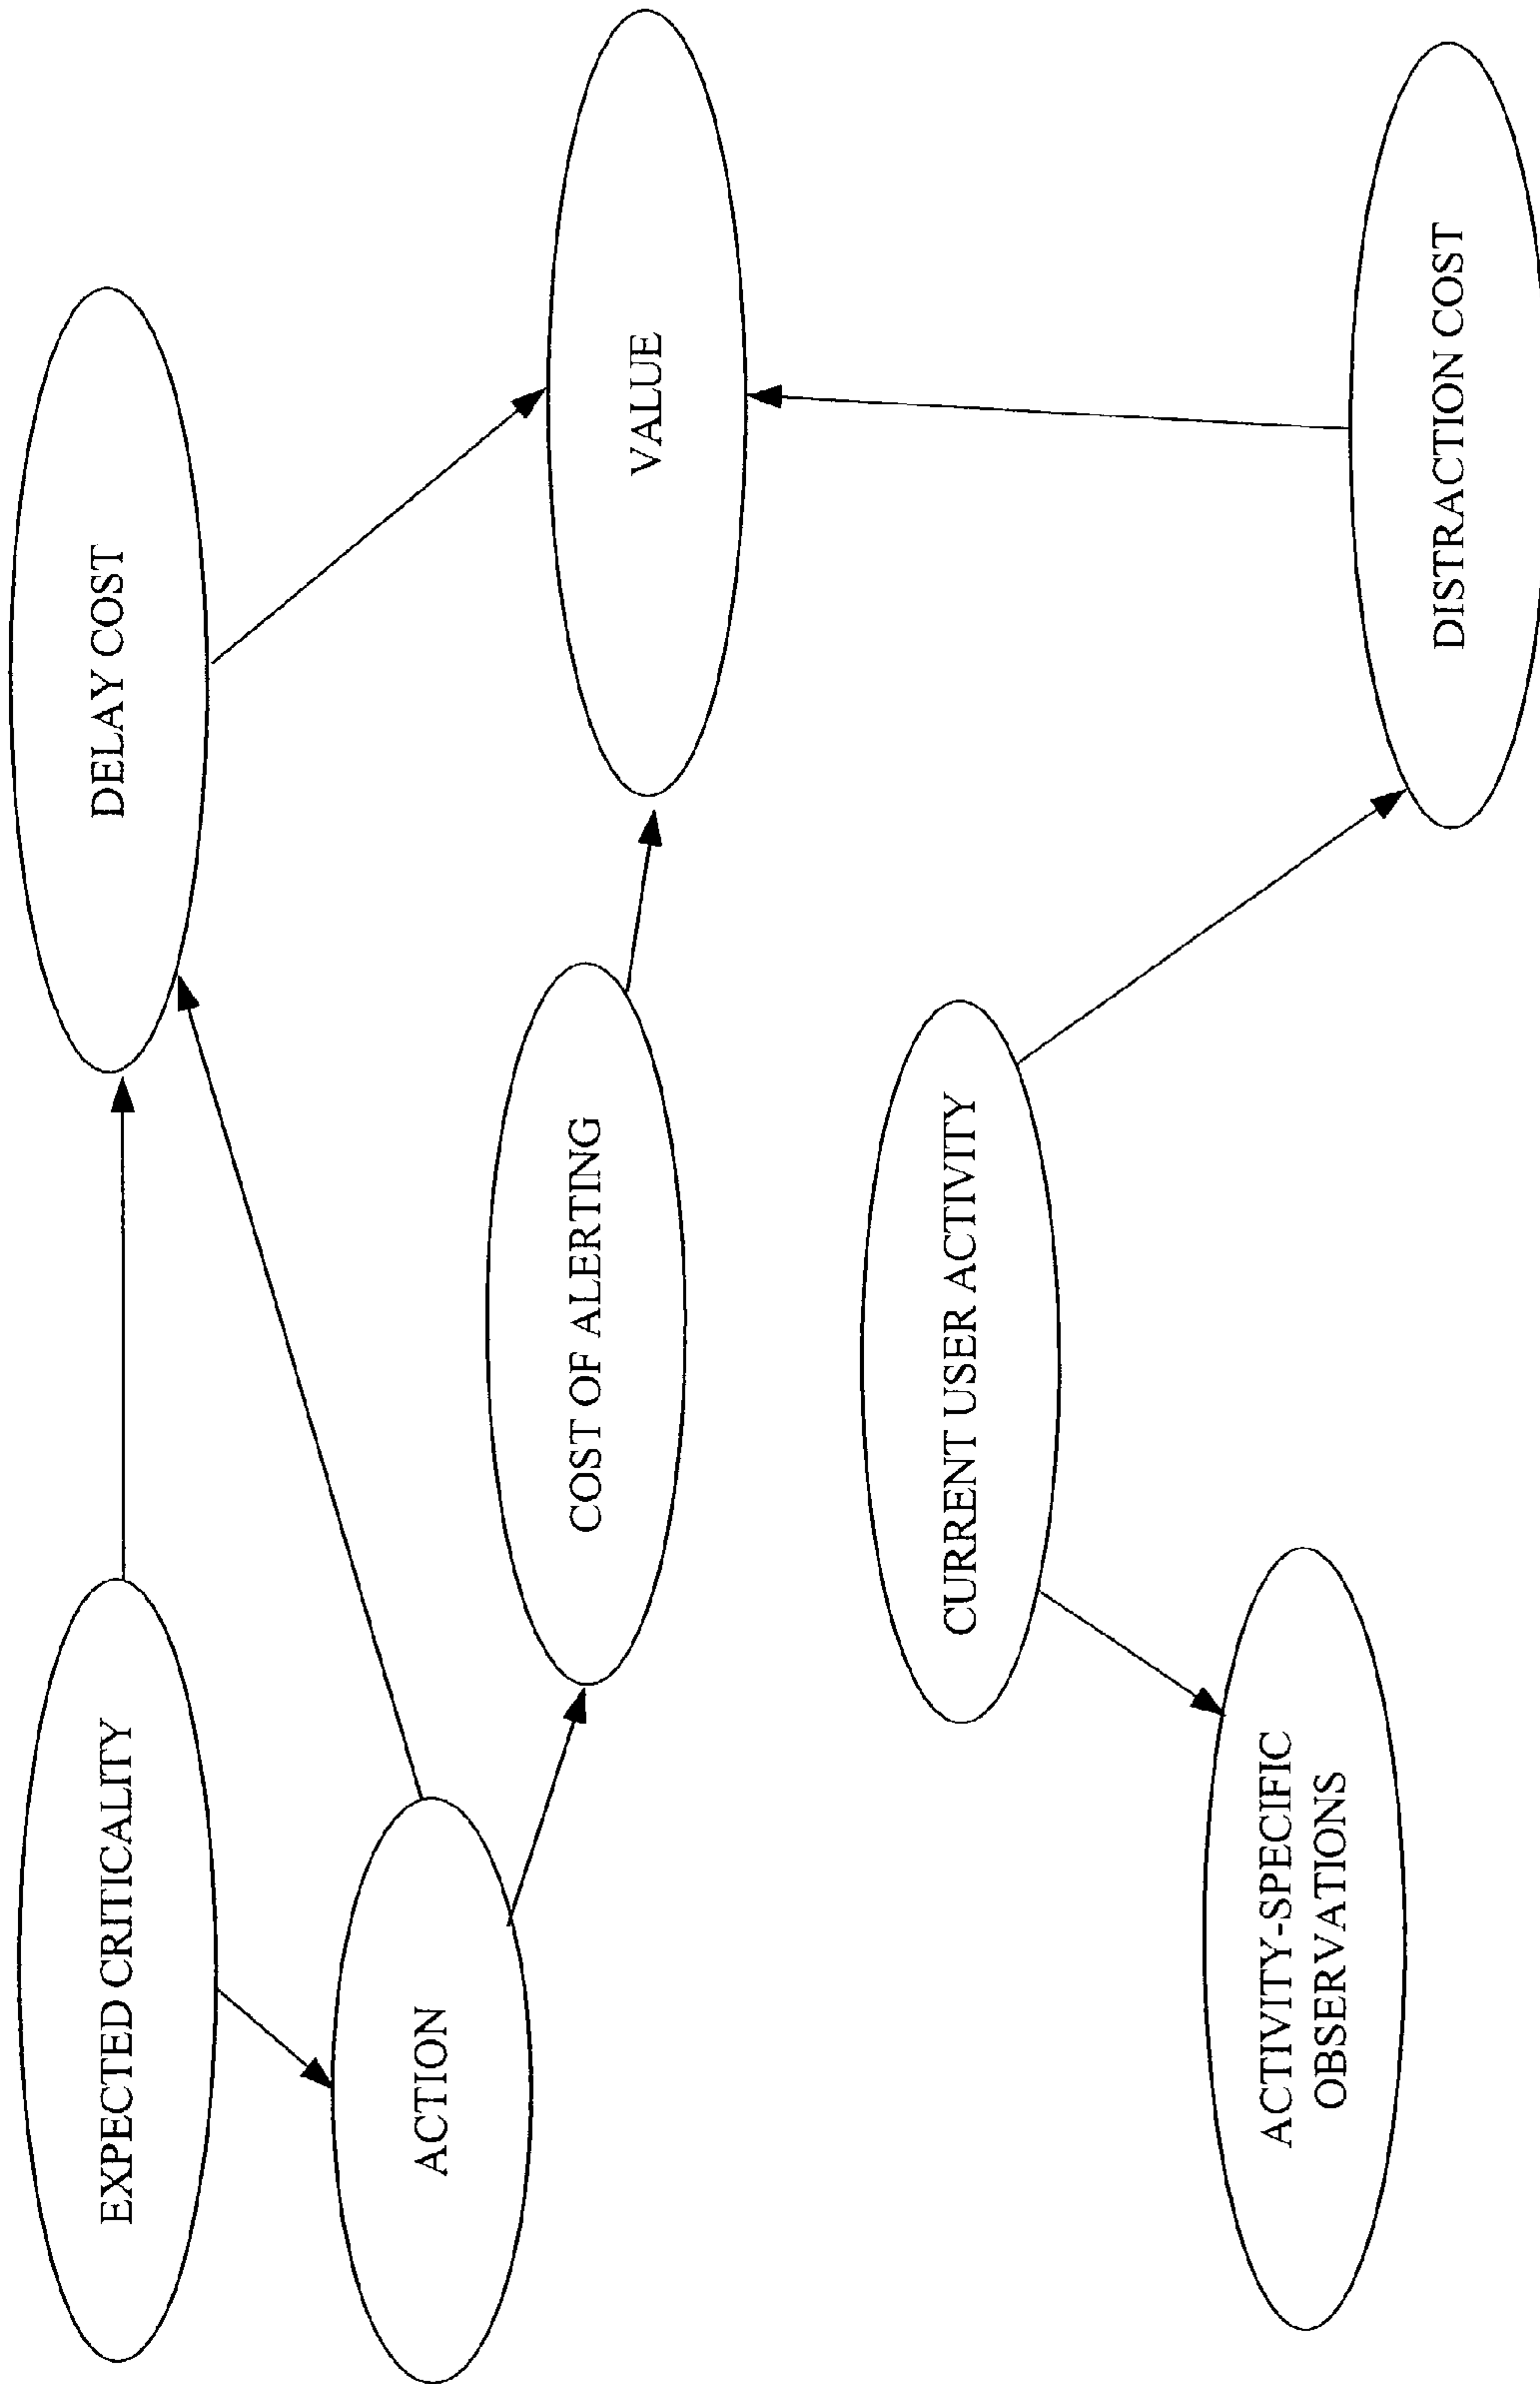 EXPECTED CRITICALITY
DELAY COST
ACTION
COST OF ALERTING
VALUE
CURRENT USER ACTIVITY
ACTIVITY-SPECIFIC
OBSERVATIONS
DISTRACTION COST